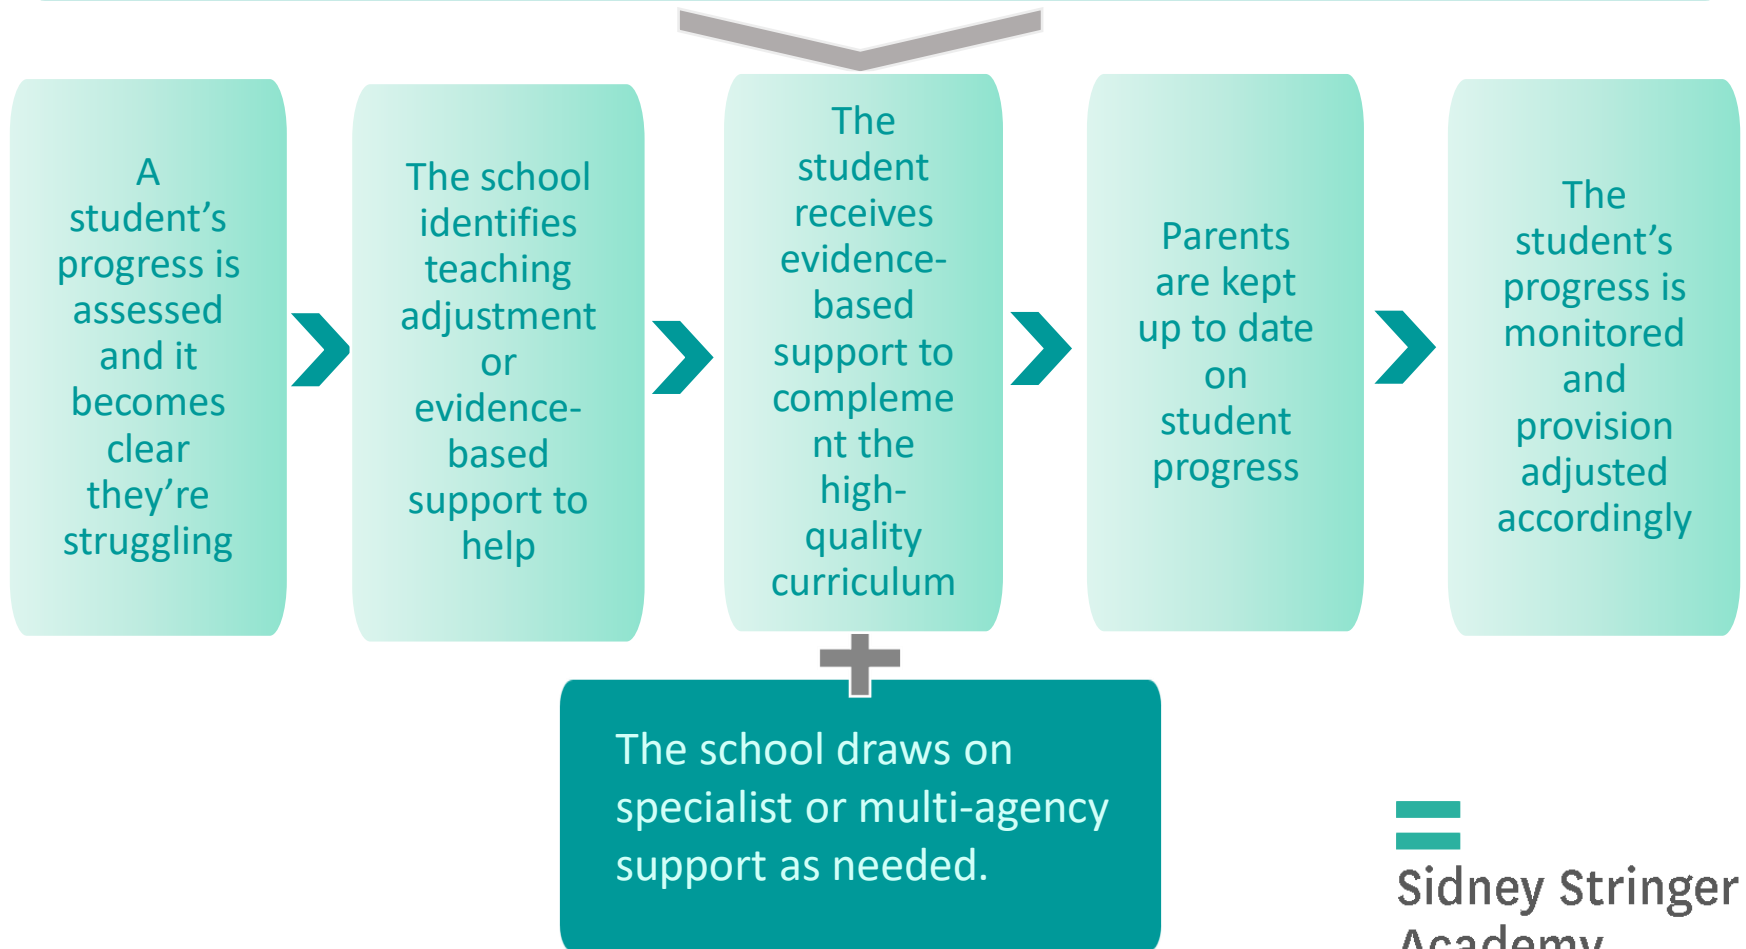 A
student’s
progress is
assessed
and it
becomes
clear
they’re
struggling
The school
identifies
teaching
adjustment
or
evidence-
based
support to
help
The
student
receives
evidence-
based
support to
compleme
nt the
high-
quality
curriculum
Parents
are kept
up to date
on
student
progress
The
student’s
progress is
monitored
and
provision
adjusted
accordingly
The school draws on
specialist or multi-agency
support as needed.
Sidney Stringer
Academy